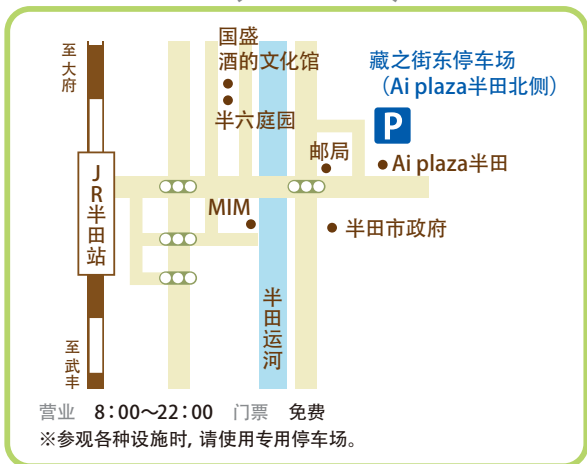 至大府
国盛
酒的文化馆
半六庭园
藏之街东停车场
（Ai plaza半田北侧）
P
邮局
Ai plaza半田
JR半田站
MIM
半田市政府
半田运河
至武丰
营业 8：00～22：00 门票 免费
※参观各种设施时, 请使用专用停车场。